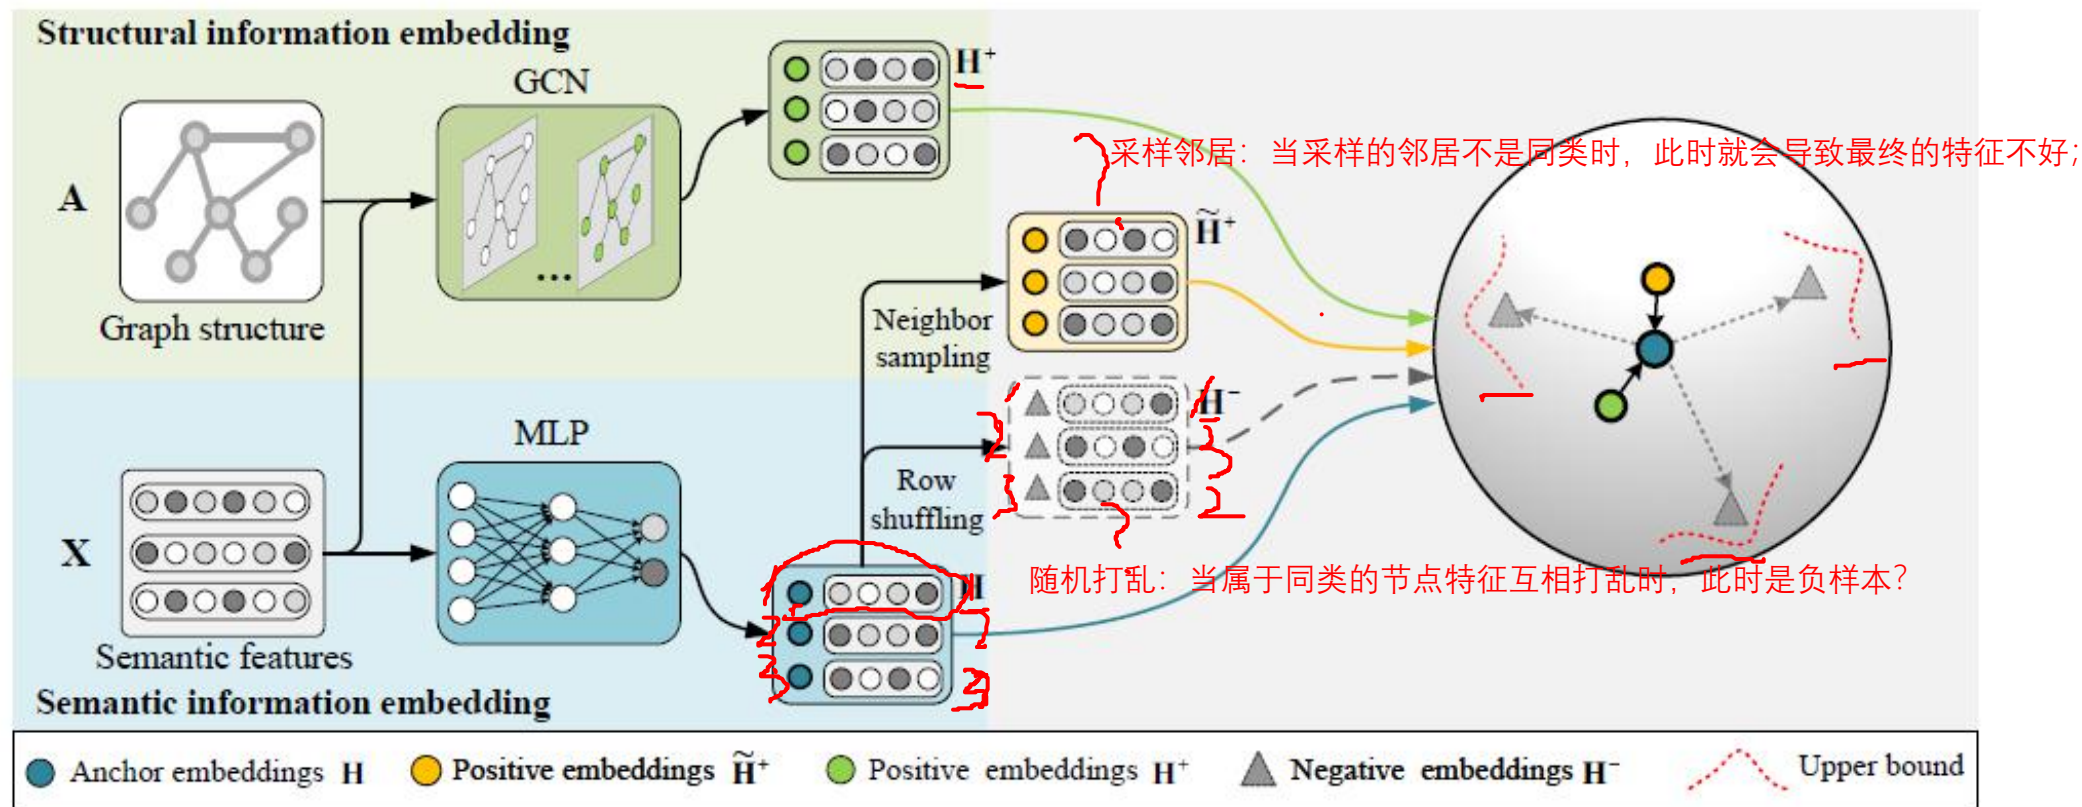 Structural information embedding
GCN
H⁺
A
Graph structure
采样邻居：当采样的邻居不是同类时，此时就会导致最终的特征不好；
H̃⁺
Neighbor
sampling
...
H⁻
MLP
Row
shuffling
X
Semantic features
H
随机打乱：当属于同类的节点特征互相打乱时，此时是负样本？
Semantic information embedding
Anchor embeddings H
Positive embeddings H̃⁺
Positive embeddings H⁺
Negative embeddings H⁻
Upper bound